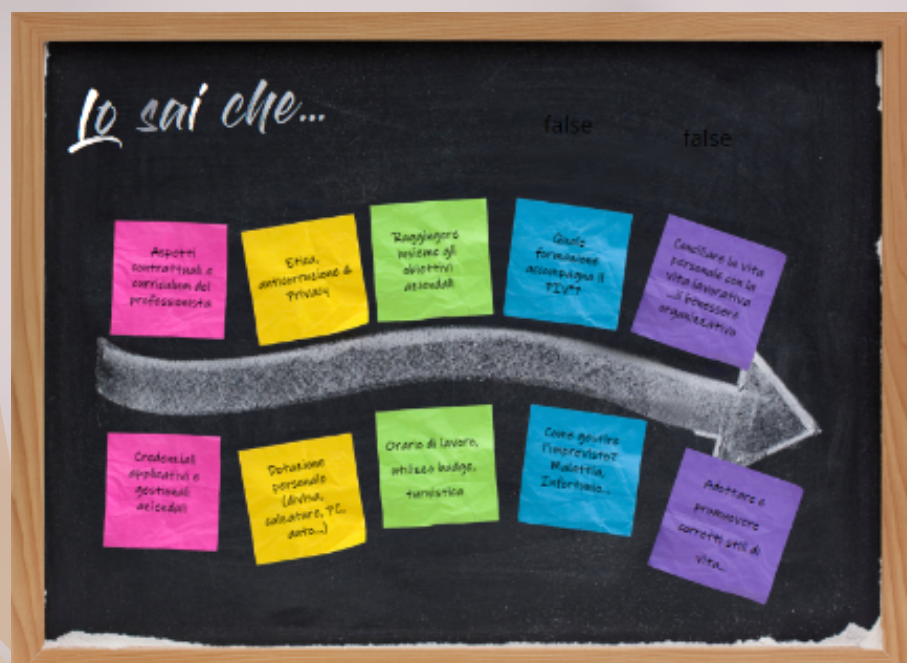 Lo sai che...
false
false
Aspetti
contrattuali e
curriculum del
professionista
Etica,
anticorruzione &
Privacy
Raggiungere
insieme gli
obiettivi
aziendali
Quale
formazione
accompagna il
Conciliare la vita
personale con la
vita lavorativa
...il benessere
organizzativo
Credenziali
applicativi e
gestionali
aziendali
Dotazione
personale
(divisa,
calzature, PC,
auto...)
Orario di lavoro,
utilizzo badge,
turnistica
Come gestire
l'imprevisto?
Malattia,
Infortunio...
Adottare e
promuovere
corretti stili di
vita...